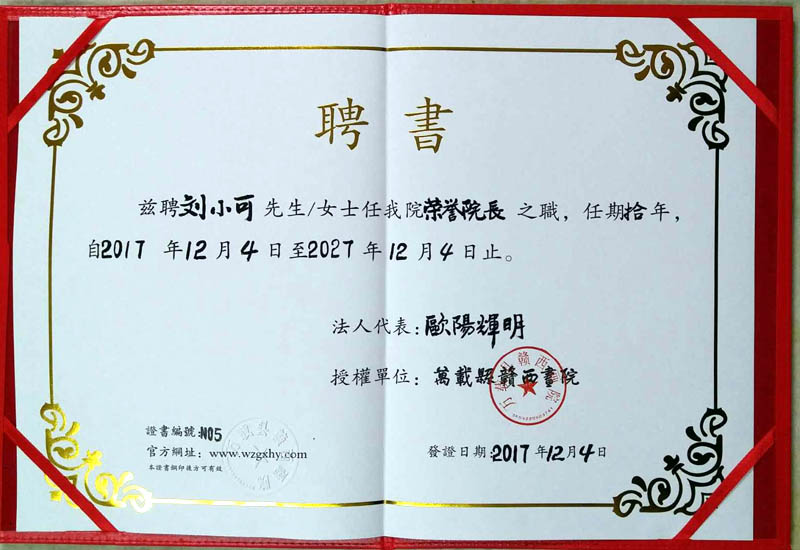 聘書
兹聘刘小可先生/女士任我院荣誉院长之職，任期拾年，
自2017年12月4日至2027年12月4日止。
法人代表：歐陽輝明
授權單位：萬載縣贛西畫院
證書編號：N05
官方網址：www.wzgxhy.com
本證書鋼印後方可有效
發證日期：2017年12月4日